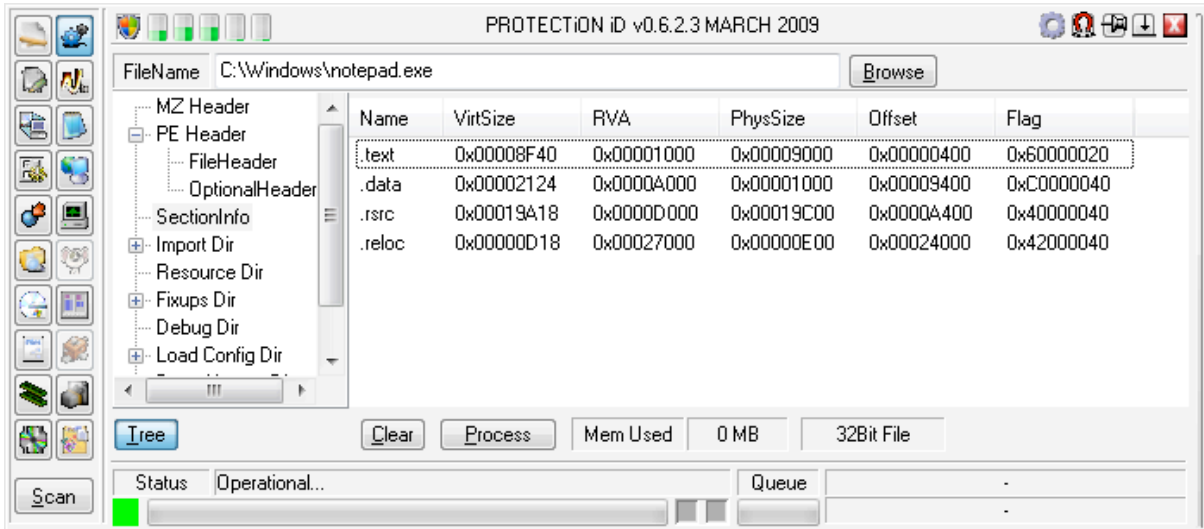 PROTECTiON iD v0.6.2.3 MARCH 2009
FileName C:\Windows\notepad.exe Browse
MZ Header
PE Header
FileHeader
OptionalHeader
SectionInfo
Import Dir
Resource Dir
Fixups Dir
Debug Dir
Load Config Dir
Name VirtSize RVA PhysSize Offset Flag
.text 0x00008F40 0x00001000 0x00009000 0x00000400 0x60000020
.data 0x00002124 0x0000A000 0x00001000 0x00009400 0xC0000040
.rsrc 0x00019A18 0x0000D000 0x00019C00 0x0000A400 0x40000040
.reloc 0x00000D18 0x00027000 0x00000E00 0x00024000 0x42000040
Tree Clear Process Mem Used 0 MB 32Bit File
Scan
Status Operational... Queue -
-